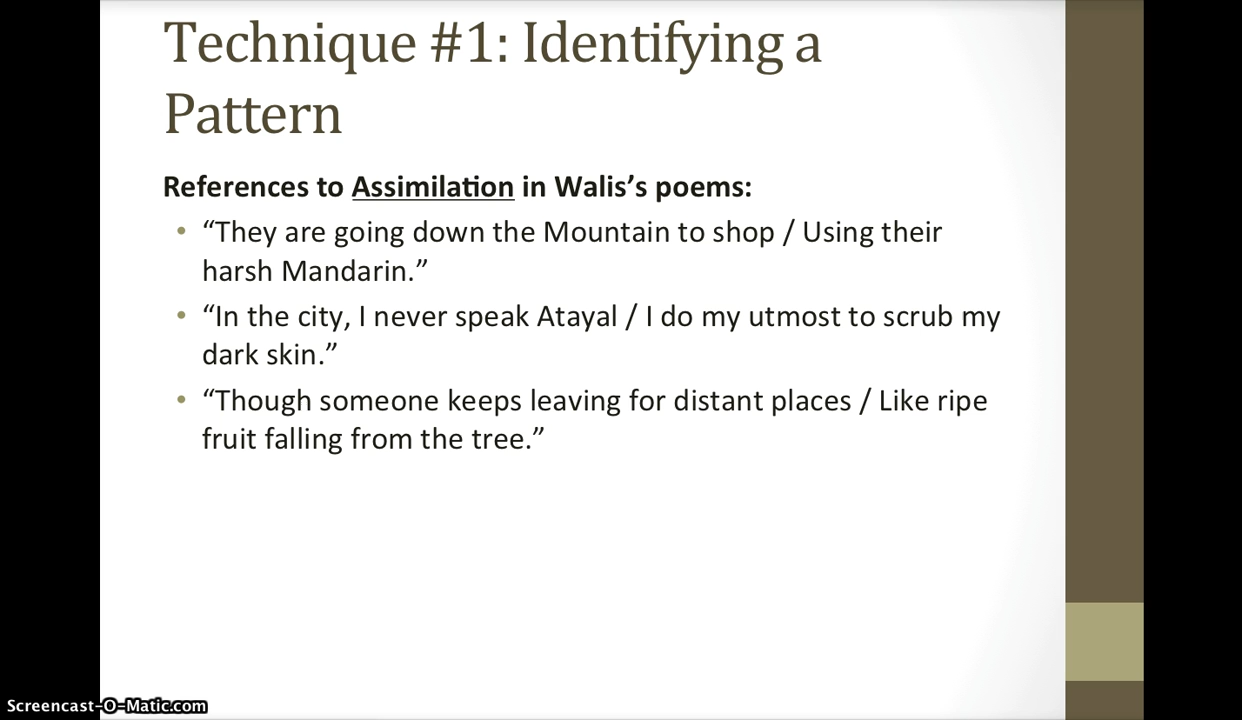 Technique #1: Identifying a
Pattern
References to Assimilation in Walis’s poems:
• “They are going down the Mountain to shop / Using their
harsh Mandarin.”
• “In the city, I never speak Atayal / I do my utmost to scrub my
dark skin.”
• “Though someone keeps leaving for distant places / Like ripe
fruit falling from the tree.”
Screencast-O-Matic.com